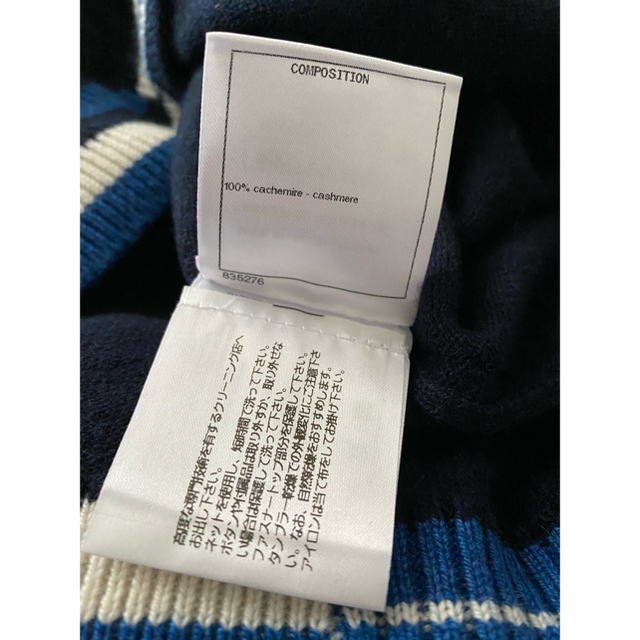 COMPOSITION
100% cachemire - cashmere
835276
高度な専門技術を有するクリーニング店へ
お出し下さい。
ネットを使用し、短時間で洗って下さい。
ボタンや付属品は取り外すか、取り外せな
い場合は保護して洗って下さい。
ファスナートップ部分を保護して下さい。
タンブラー乾燥での外観変化にご注意下さ
い。なお、自然乾燥をおすすめします。
アイロンは当て布をしてお掛け下さい。